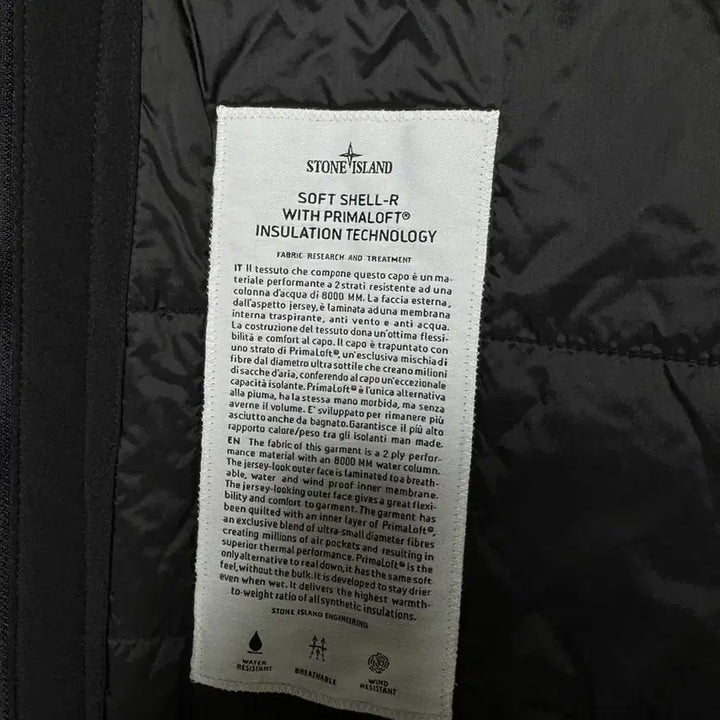 STONE ISLAND
SOFT SHELL-R
WITH PRIMALOFT®
INSULATION TECHNOLOGY
FABRIC RESEARCH AND TREATMENT
IT Il tessuto che compone questo capo è un ma-
teriale performante a 2 strati resistente ad una
colonna d'acqua di 8000 MM. La faccia esterna,
dall'aspetto jersey, è laminata ad una membrana
interna traspirante, anti vento e anti acqua.
La costruzione del tessuto dona un'ottima flessi-
bilità e comfort al capo. Il capo è trapuntato con
uno strato di PrimaLoft®, un'esclusiva mischia di
fibre dal diametro ultra sottile che creano milioni
di sacche d'aria, conferendo al capo un'eccezionale
capacità isolante. PrimaLoft® è l'unica alternativa
alla piuma, ha la stessa mano morbida, ma senza
averne il volume. E' sviluppato per rimanere più
asciutto anche da bagnato. Garantisce il più alto
rapporto calore/peso tra gli isolanti man made.
EN The fabric of this garment is a 2 ply perfor-
mance material with an 8000 MM water column.
The jersey-look outer face is laminated to a breath-
able, water and wind proof inner membrane.
The jersey-looking outer face gives a great flexi-
bility and comfort to garment. The garment has
been quilted with an inner layer of PrimaLoft®,
an exclusive blend of ultra-small diameter fibres
creating millions of air pockets and resulting in
superior thermal performance. PrimaLoft® is the
only alternative to real down, it has the same soft
feel, without the bulk. It is developed to stay drier
even when wet. It delivers the highest warmth-
to-weight ratio of all synthetic insulations.
STONE ISLAND ENGINEERING
WATER
RESISTANT
BREATHABLE
WIND
RESISTANT